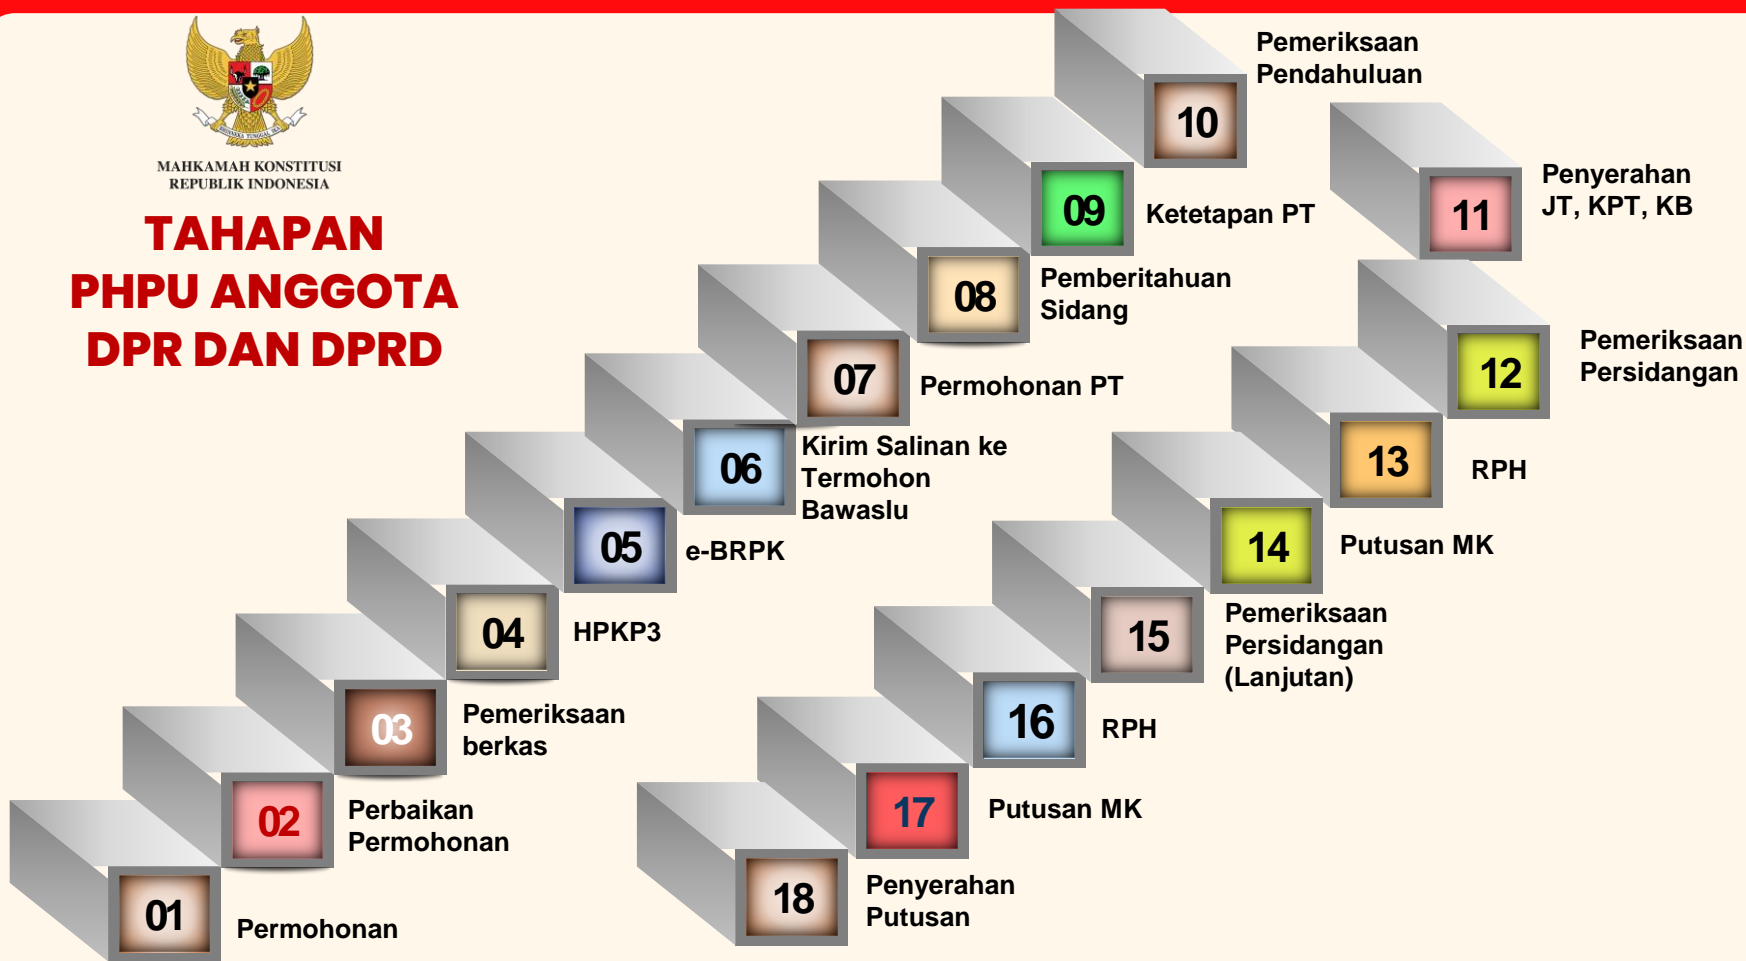 MAHKAMAH KONSTITUSI
REPUBLIK INDONESIA
TAHAPAN
PHPU ANGGOTA
DPR DAN DPRD
01
Permohonan
02
Perbaikan
Permohonan
03
Pemeriksaan
berkas
04
HPKP3
05
e-BRPK
06
Kirim Salinan ke
Termohon
Bawaslu
07
Permohonan PT
08
Pemberitahuan
Sidang
09
Ketetapan PT
10
Pemeriksaan
Pendahuluan
11
Penyerahan
JT, KPT, KB
12
Pemeriksaan
Persidangan
13
RPH
14
Putusan MK
15
Pemeriksaan
Persidangan
(Lanjutan)
16
RPH
17
Putusan MK
18
Penyerahan
Putusan